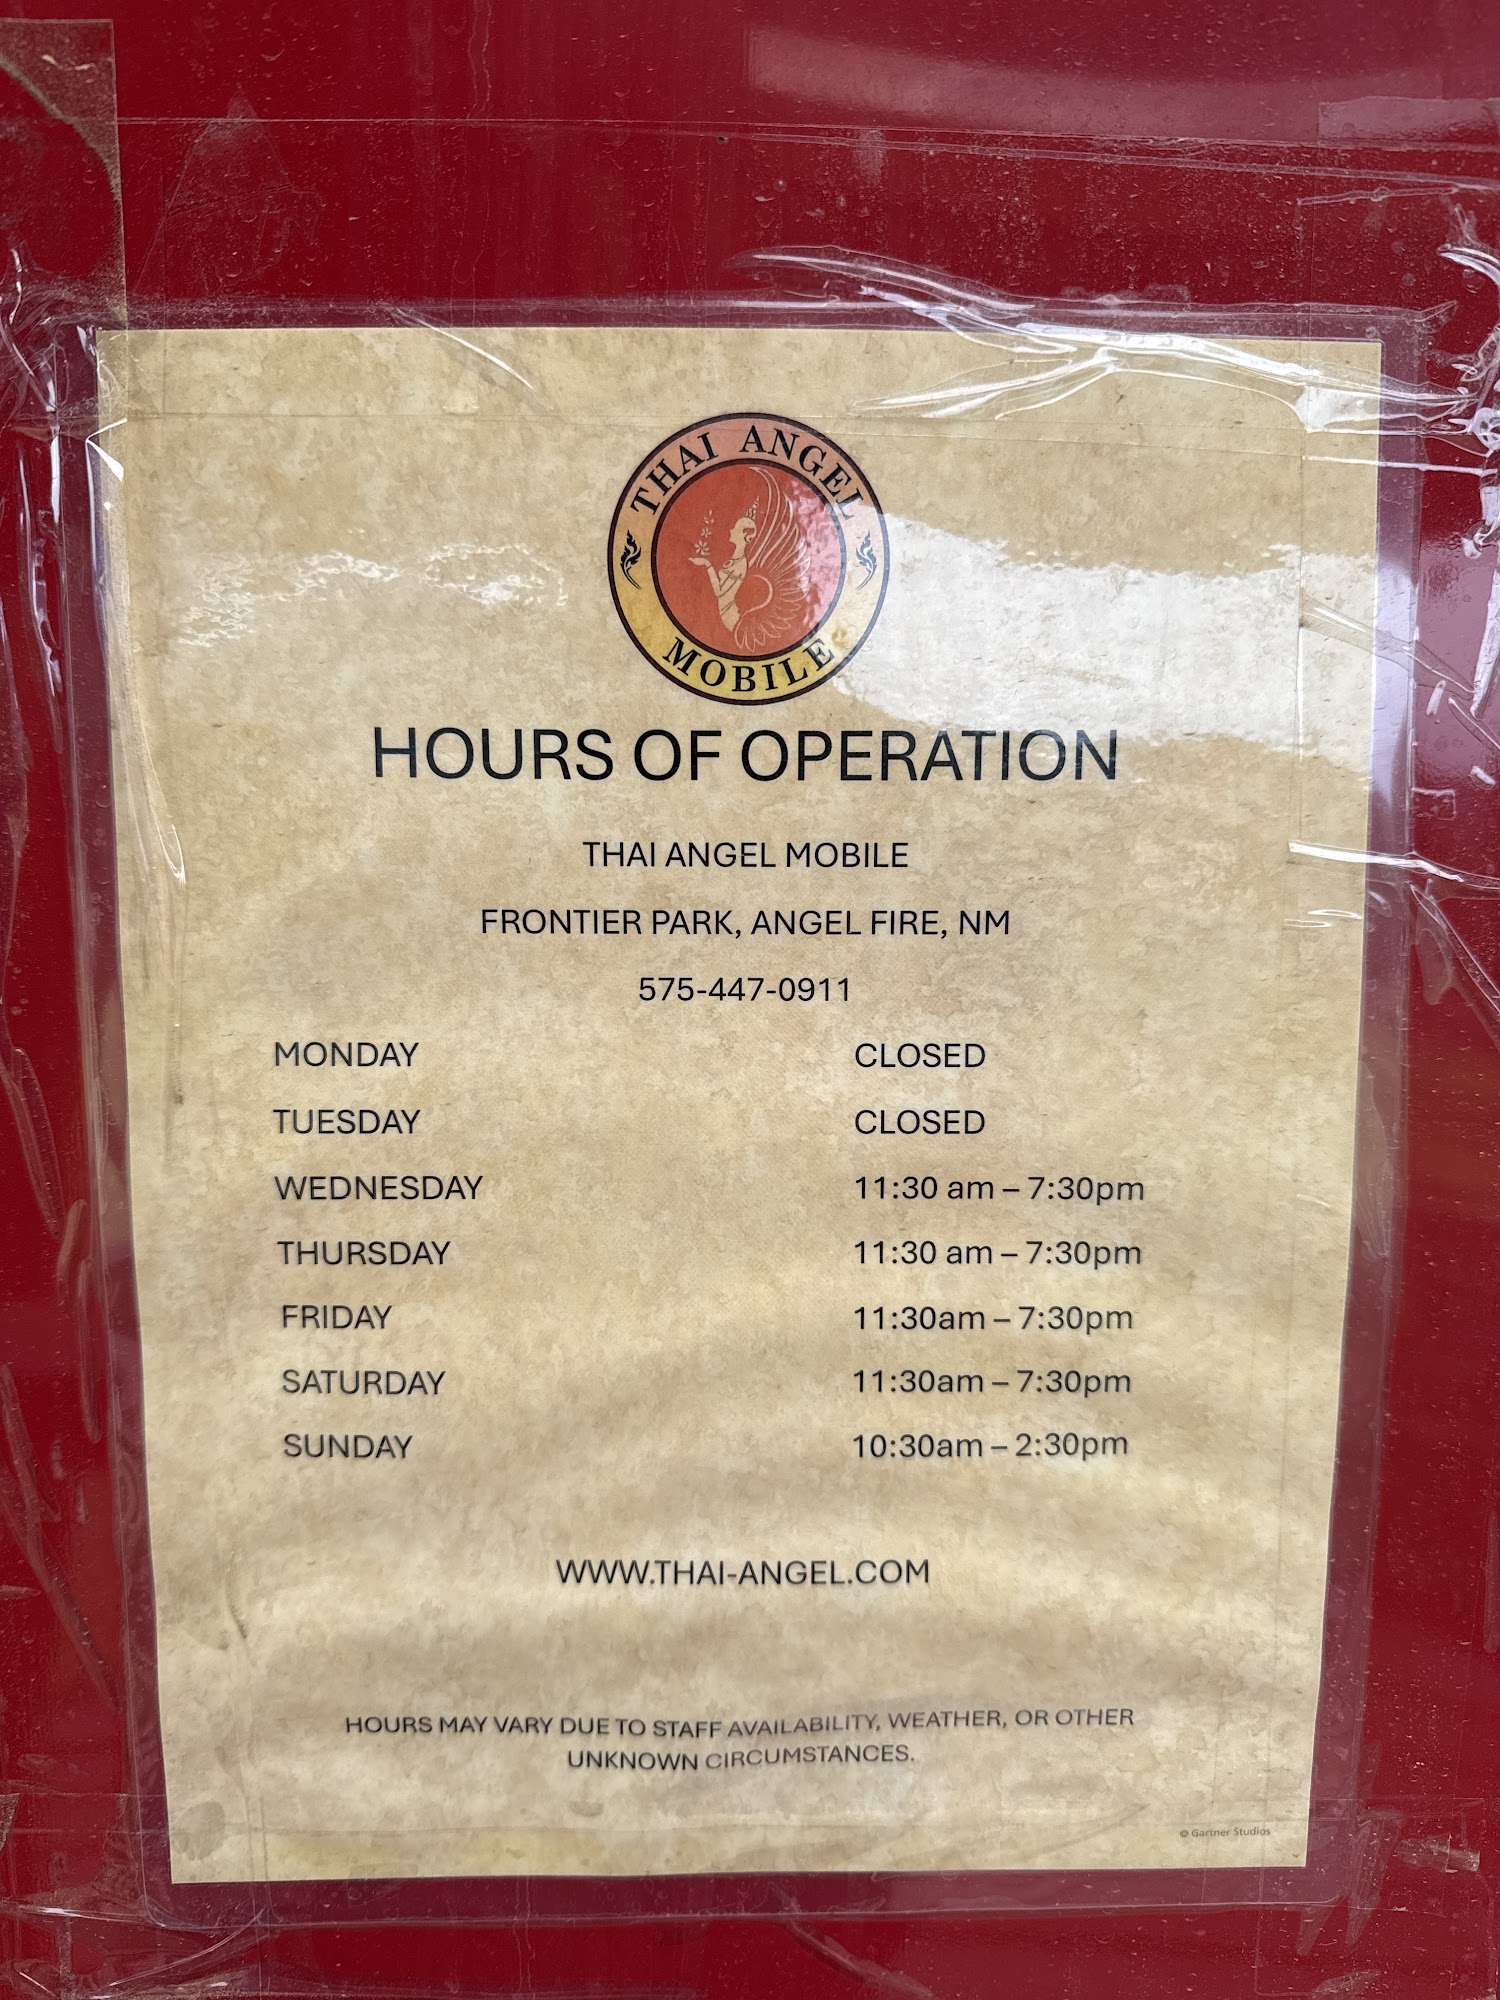 THAI ANGEL
MOBILE
HOURS OF OPERATION
THAI ANGEL MOBILE
FRONTIER PARK, ANGEL FIRE, NM
575-447-0911
MONDAY CLOSED
TUESDAY CLOSED
WEDNESDAY 11:30 am – 7:30pm
THURSDAY 11:30 am – 7:30pm
FRIDAY 11:30am – 7:30pm
SATURDAY 11:30am – 7:30pm
SUNDAY 10:30am – 2:30pm
WWW.THAI-ANGEL.COM
HOURS MAY VARY DUE TO STAFF AVAILABILITY, WEATHER, OR OTHER
UNKNOWN CIRCUMSTANCES.
© Gartner Studios